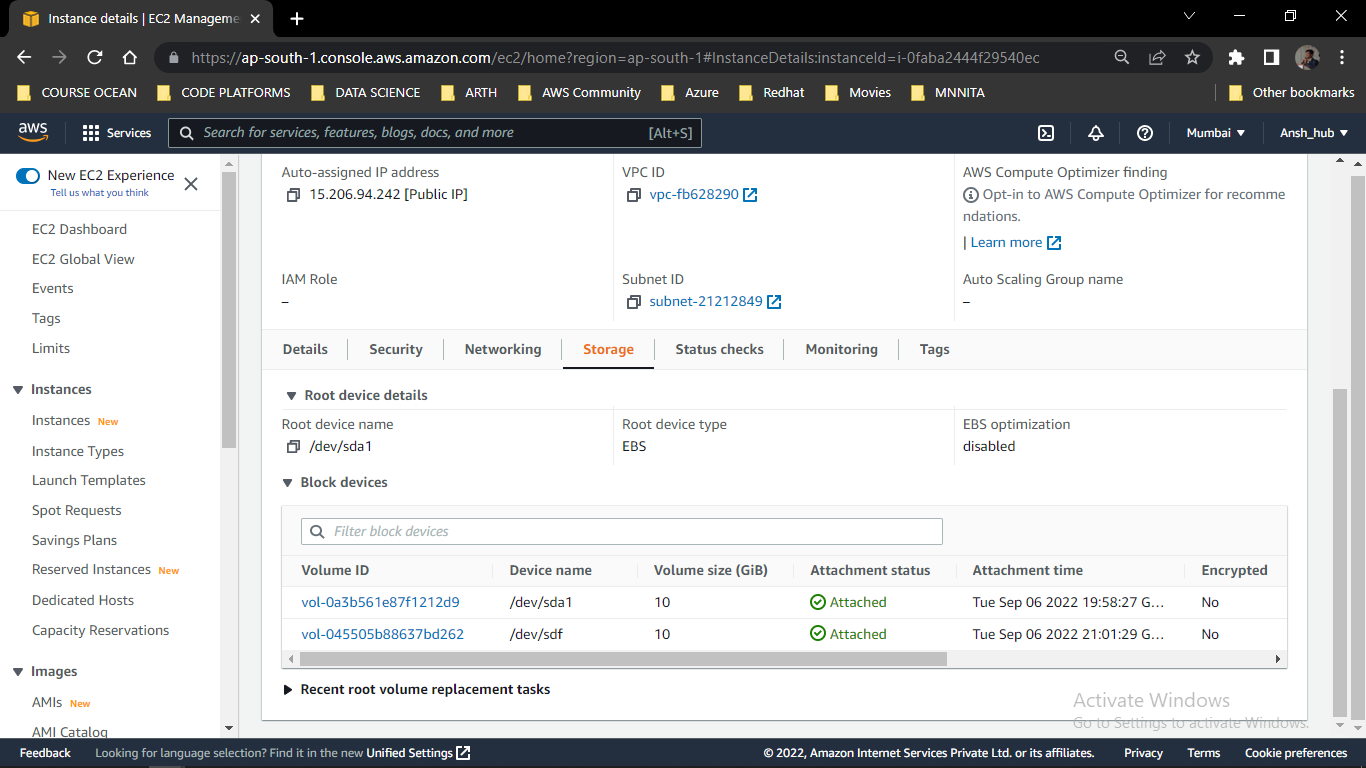 Instance details | EC2 Manageme
https://ap-south-1.console.aws.amazon.com/ec2/home?region=ap-south-1#InstanceDetails:instanceId=i-0faba2444f29540ec
COURSE OCEAN CODE PLATFORMS DATA SCIENCE ARTH AWS Community Azure Redhat Movies MNNITA Other bookmarks
aws Services Search for services, features, blogs, docs, and more [Alt+S] Mumbai Ansh_hub
New EC2 Experience
Tell us what you think
EC2 Dashboard
EC2 Global View
Events
Tags
Limits
Instances
Instances New
Instance Types
Launch Templates
Spot Requests
Savings Plans
Reserved Instances New
Dedicated Hosts
Capacity Reservations
Images
AMIs New
AMI Catalog
Auto-assigned IP address
15.206.94.242 [Public IP]
VPC ID
vpc-fb628290
AWS Compute Optimizer finding
Opt-in to AWS Compute Optimizer for recomme
ndations.
| Learn more
IAM Role
–
Subnet ID
subnet-21212849
Auto Scaling Group name
–
Details Security Networking Storage Status checks Monitoring Tags
Root device details
Root device name
/dev/sda1
Root device type
EBS
EBS optimization
disabled
Block devices
Filter block devices
Volume ID Device name Volume size (GiB) Attachment status Attachment time Encrypted
vol-0a3b561e87f1212d9 /dev/sda1 10 Attached Tue Sep 06 2022 19:58:27 G... No
vol-045505b88637bd262 /dev/sdf 10 Attached Tue Sep 06 2022 21:01:29 G... No
Recent root volume replacement tasks
Activate Windows
Go to Settings to activate Windows.
Feedback Looking for language selection? Find it in the new Unified Settings © 2022, Amazon Internet Services Private Ltd. or its affiliates. Privacy Terms Cookie preferences